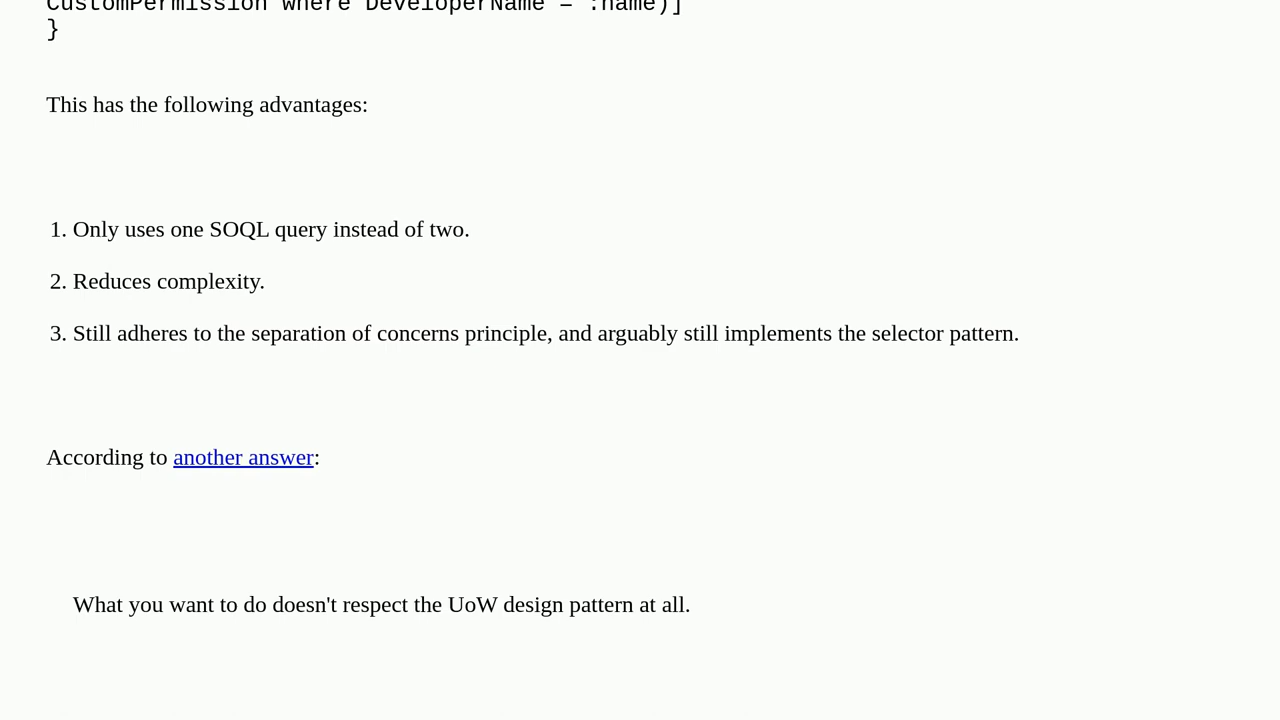 CustomPermission where DeveloperName = :name)]
}
This has the following advantages:
1. Only uses one SOQL query instead of two.
2. Reduces complexity.
3. Still adheres to the separation of concerns principle, and arguably still implements the selector pattern.
According to another answer:
What you want to do doesn't respect the UoW design pattern at all.